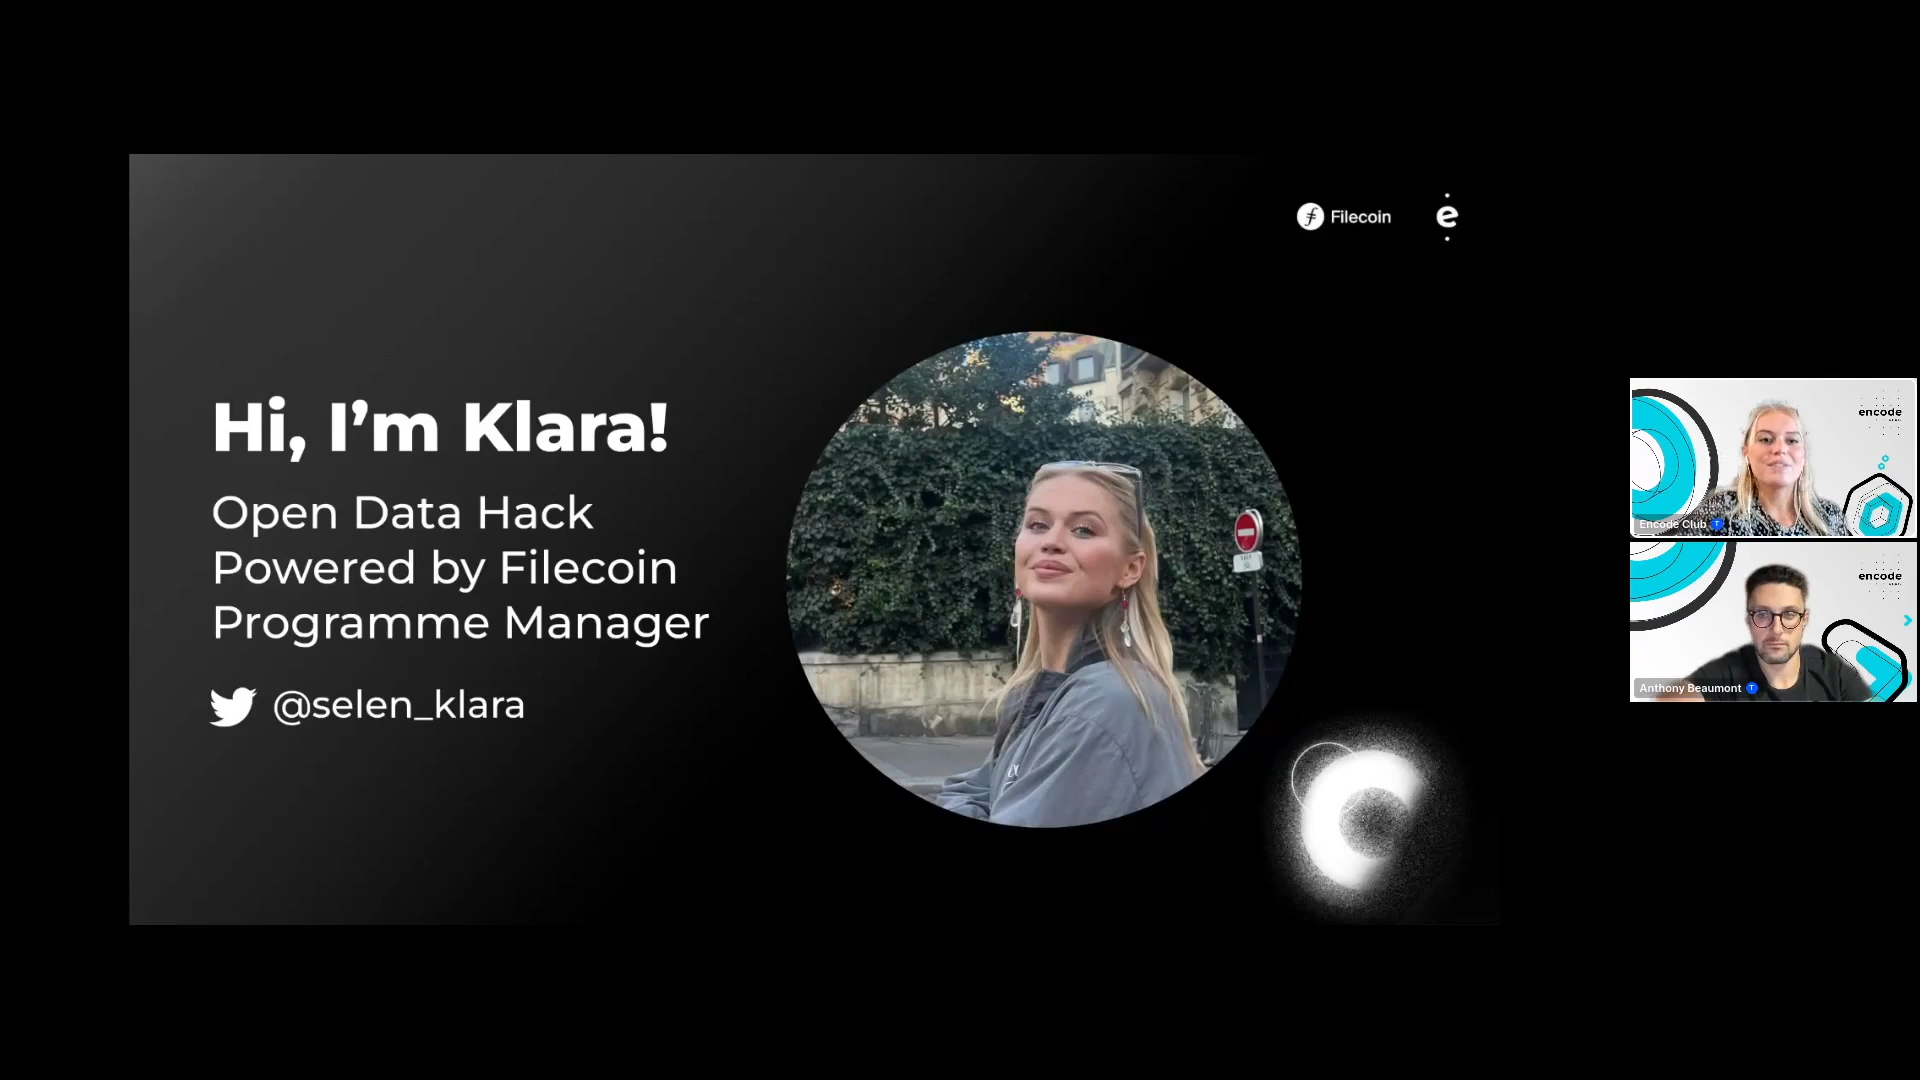 Filecoin
e
Hi, I'm Klara!
Open Data Hack
Powered by Filecoin
Programme Manager
@selen_klara
encode
Encode Club
encode
Anthony Beaumont